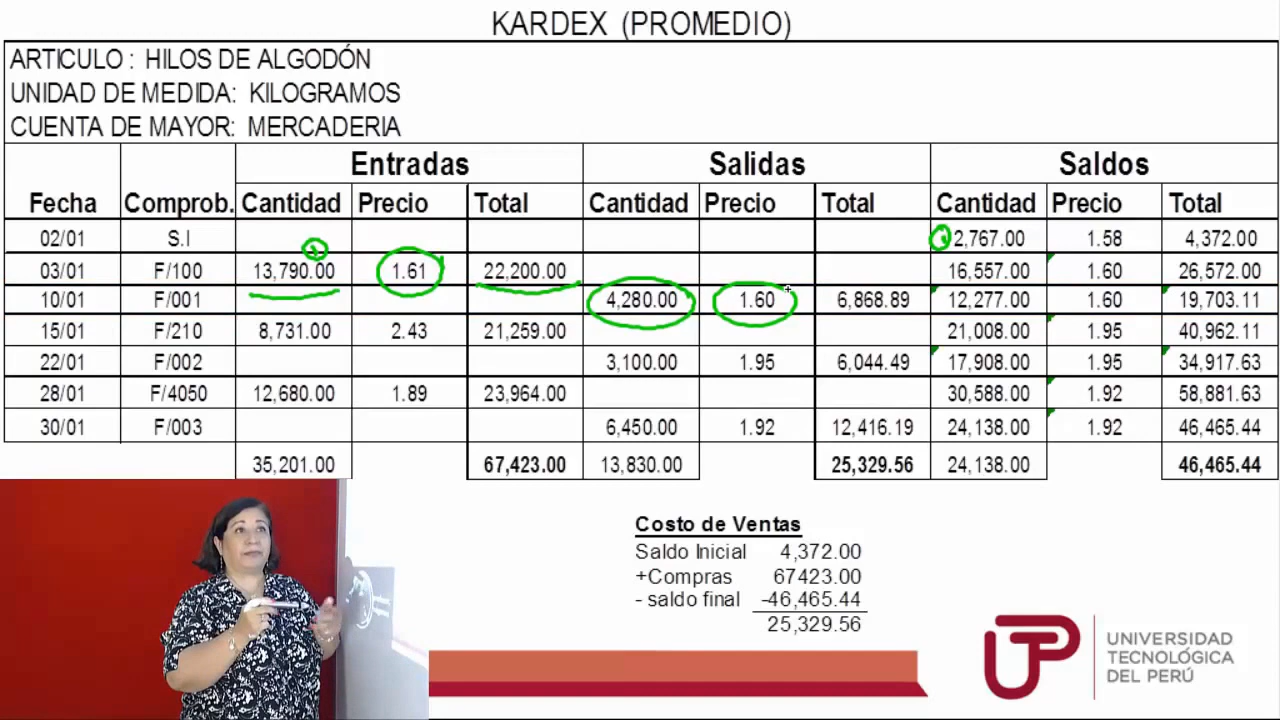 KARDEX (PROMEDIO)
ARTICULO : HILOS DE ALGODÓN
UNIDAD DE MEDIDA: KILOGRAMOS
CUENTA DE MAYOR: MERCADERIA
Entradas Salidas Saldos
Fecha Comprob. Cantidad Precio Total Cantidad Precio Total Cantidad Precio Total
02/01 S.I 2,767.00 1.58 4,372.00
03/01 F/100 13,790.00 1.61 22,200.00 16,557.00 1.60 26,572.00
10/01 F/001 4,280.00 1.60 6,868.89 12,277.00 1.60 19,703.11
15/01 F/210 8,731.00 2.43 21,259.00 21,008.00 1.95 40,962.11
22/01 F/002 3,100.00 1.95 6,044.49 17,908.00 1.95 34,917.63
28/01 F/4050 12,680.00 1.89 23,964.00 30,588.00 1.92 58,881.63
30/01 F/003 6,450.00 1.92 12,416.19 24,138.00 1.92 46,465.44
35,201.00 67,423.00 13,830.00 25,329.56 24,138.00 46,465.44
Costo de Ventas
Saldo Inicial 4,372.00
+Compras 67423.00
- saldo final -46,465.44
25,329.56
UTP
UNIVERSIDAD
TECNOLÓGICA
DEL PERÚ